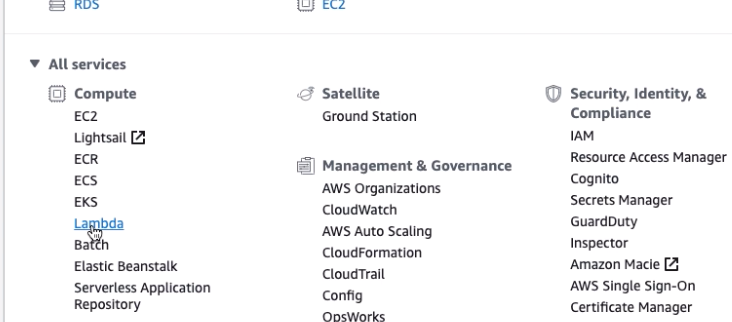 RDS
EC2
All services
Compute
EC2
Lightsail
ECR
ECS
EKS
Lambda
Batch
Elastic Beanstalk
Serverless Application
Repository
Satellite
Ground Station
Management & Governance
AWS Organizations
CloudWatch
AWS Auto Scaling
CloudFormation
CloudTrail
Config
OpsWorks
Security, Identity, &
Compliance
IAM
Resource Access Manager
Cognito
Secrets Manager
GuardDuty
Inspector
Amazon Macie
AWS Single Sign-On
Certificate Manager